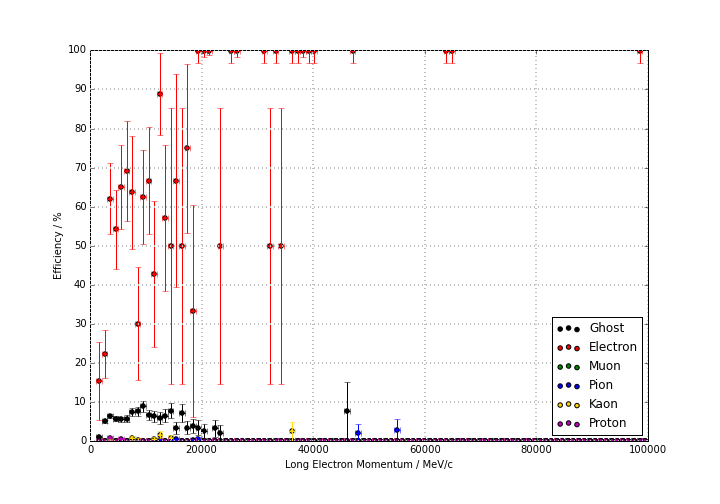 100
90
80
70
60
50
40
30
20
10
0
Efficiency / %
0 20000 40000 60000 80000 100000
Long Electron Momentum / MeV/c
Ghost
Electron
Muon
Pion
Kaon
Proton